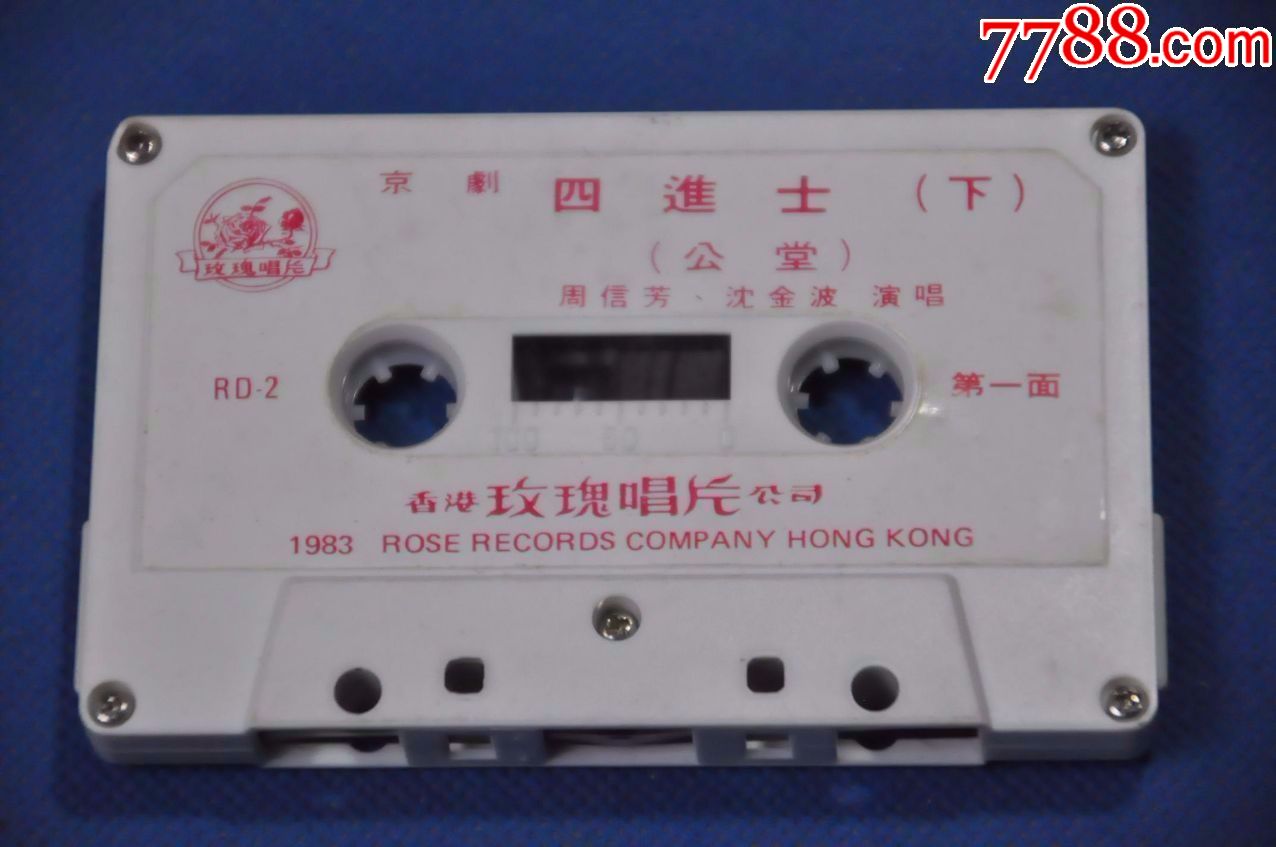 7788.com
京劇 四進士（下）
（公堂）
周信芳、沈金波 演唱
玫瑰唱片
RD-2
第一面
100 50 0
香港玫瑰唱片公司
1983 ROSE RECORDS COMPANY HONG KONG